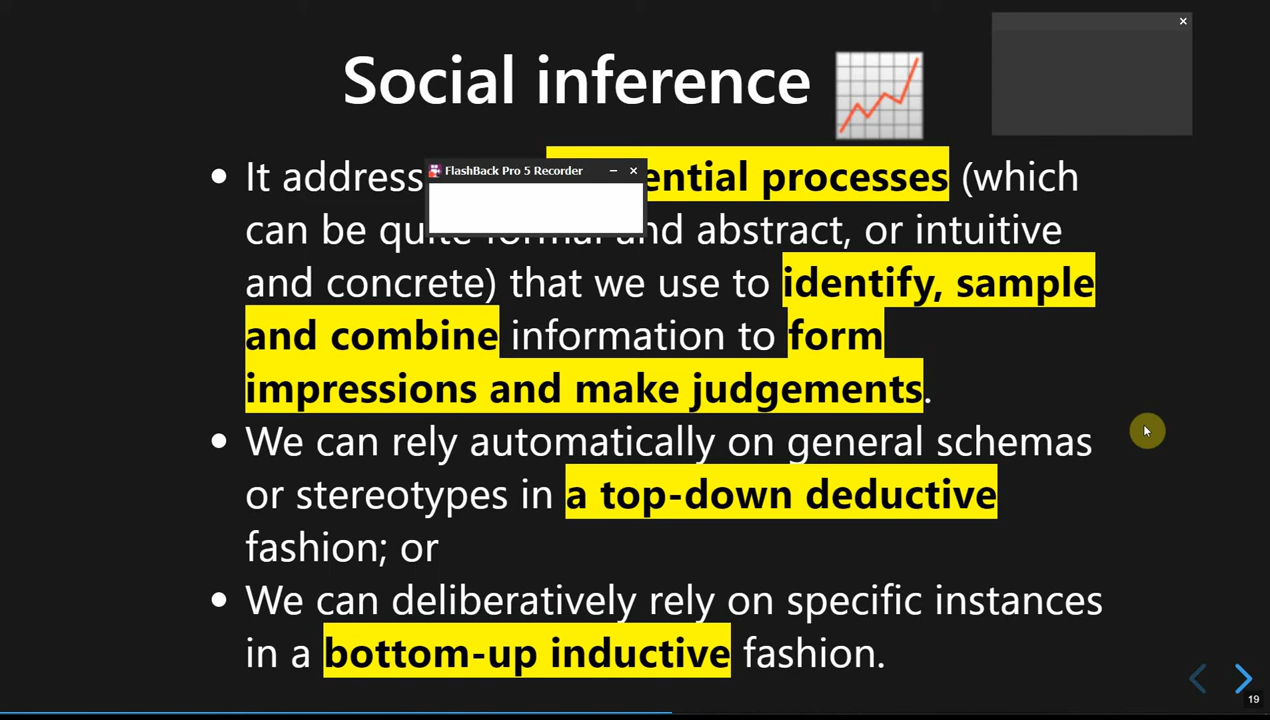 Social inference
It address ential processes (which
FlashBack Pro 5 Recorder
can be quite formal and abstract, or intuitive
and concrete) that we use to identify, sample
and combine information to form
impressions and make judgements.
• We can rely automatically on general schemas
or stereotypes in a top-down deductive
fashion; or
• We can deliberatively rely on specific instances
in a bottom-up inductive fashion.
19